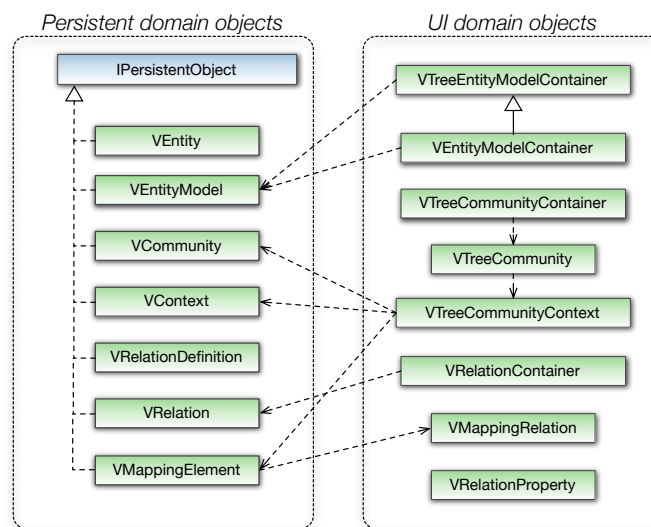 Persistent domain objects
IPersistentObject
VEntity
VEntityModel
VCommunity
VContext
VRelationDefinition
VRelation
VMappingElement
UI domain objects
VTreeEntityModelContainer
VEntityModelContainer
VTreeCommunityContainer
VTreeCommunity
VTreeCommunityContext
VRelationContainer
VMappingRelation
VRelationProperty